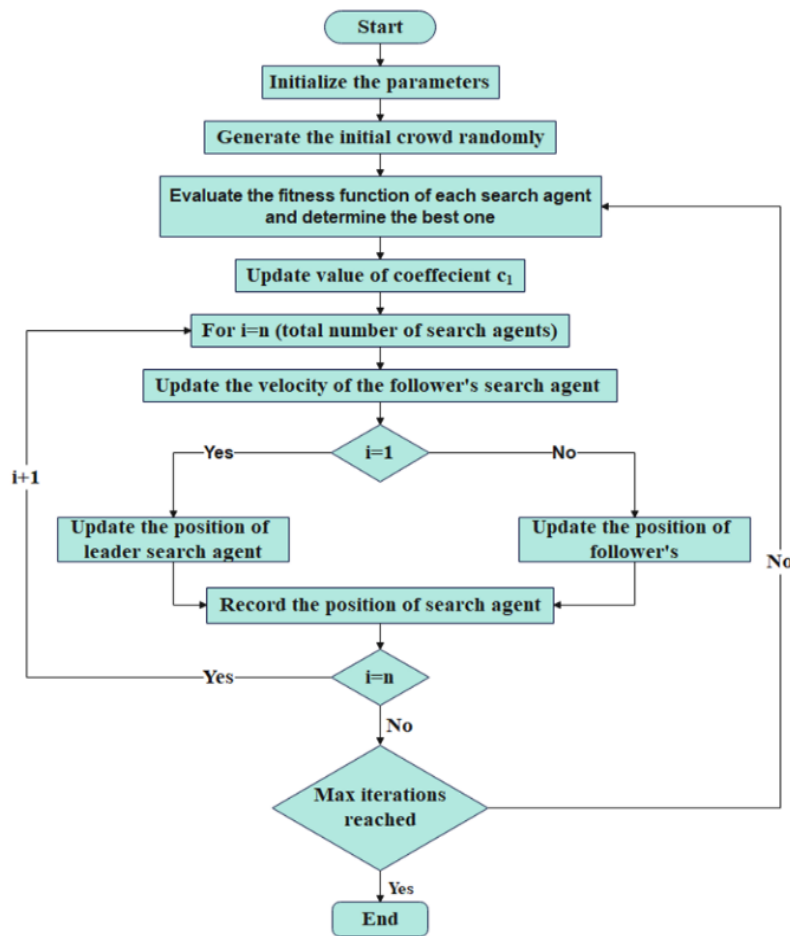 Start
Initialize the parameters
Generate the initial crowd randomly
Evaluate the fitness function of each search agent
and determine the best one
Update value of coeffecient c₁
For i=n (total number of search agents)
Update the velocity of the follower's search agent
i=1
Yes
No
i+1
Update the position of
leader search agent
Update the position of
follower's
No
Record the position of search agent
i=n
Yes
No
Max iterations
reached
Yes
End